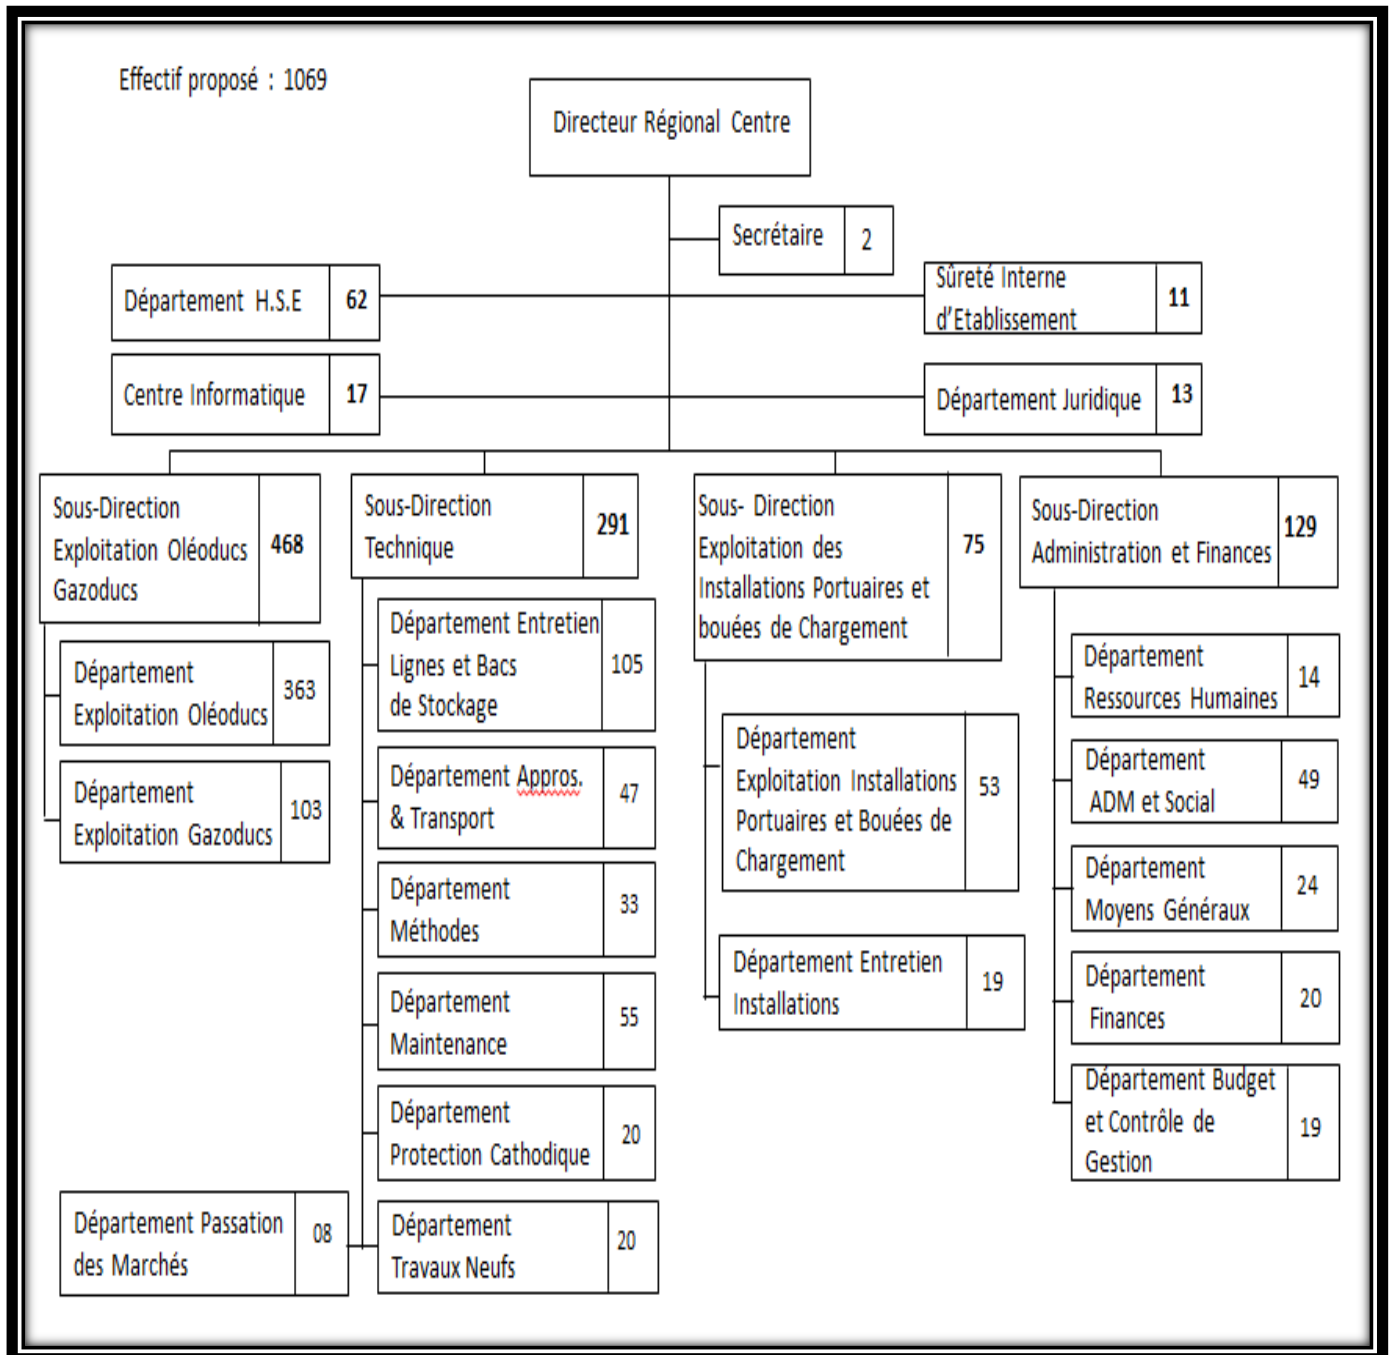 Effectif proposé : 1069
Directeur Régional Centre
Secrétaire
2
Département H.S.E
62
Sûreté Interne
d'Etablissement
11
Centre Informatique
17
Département Juridique
13
Sous-Direction
Exploitation Oléoducs
Gazoducs
468
Département
Exploitation Oléoducs
363
Département
Exploitation Gazoducs
103
Sous-Direction
Technique
291
Département Entretien
Lignes et Bacs
de Stockage
105
Département Appros.
& Transport
47
Département
Méthodes
33
Département
Maintenance
55
Département
Protection Cathodique
20
Département
Travaux Neufs
20
Département Passation
des Marchés
08
Sous- Direction
Exploitation des
Installations Portuaires et
bouées de Chargement
75
Département
Exploitation Installations
Portuaires et Bouées de
Chargement
53
Département Entretien
Installations
19
Sous-Direction
Administration et Finances
129
Département
Ressources Humaines
14
Département
ADM et Social
49
Département
Moyens Généraux
24
Département
Finances
20
Département Budget
et Contrôle de
Gestion
19